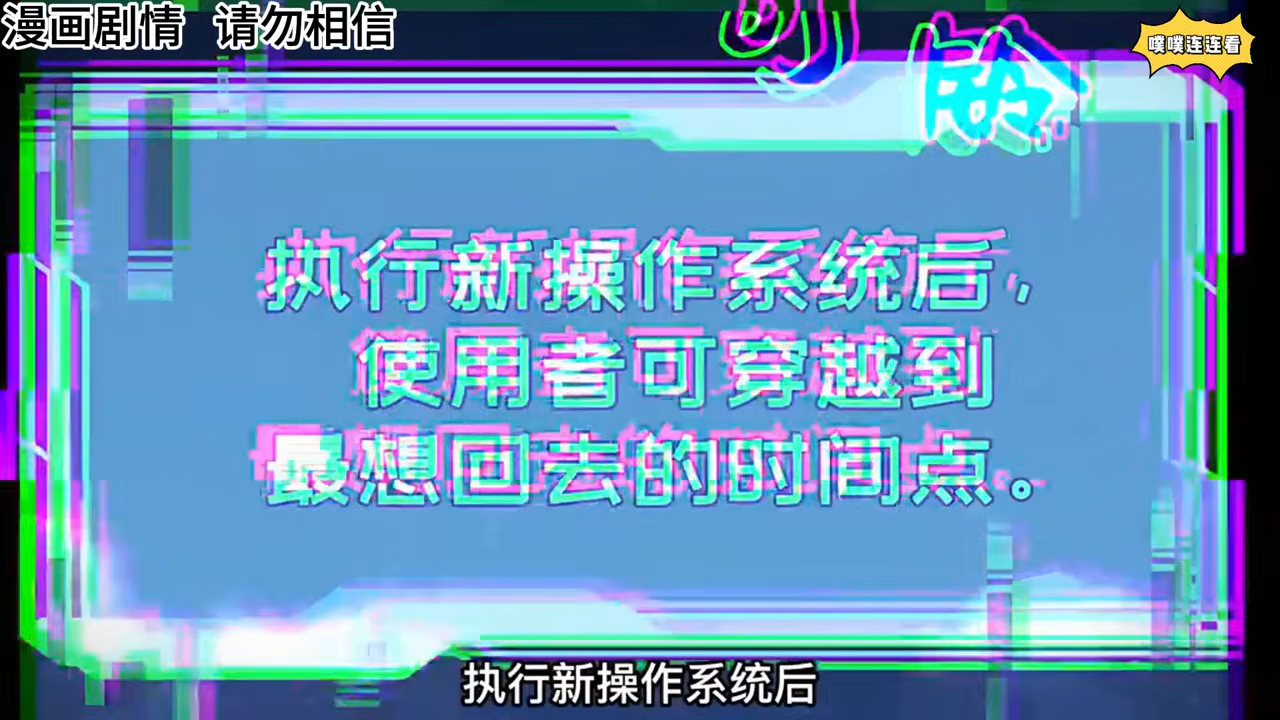 漫画剧情 请勿相信
噗噗连连看
执行新操作系统后，
使用者可穿越到
最想回去的时间点。
执行新操作系统后